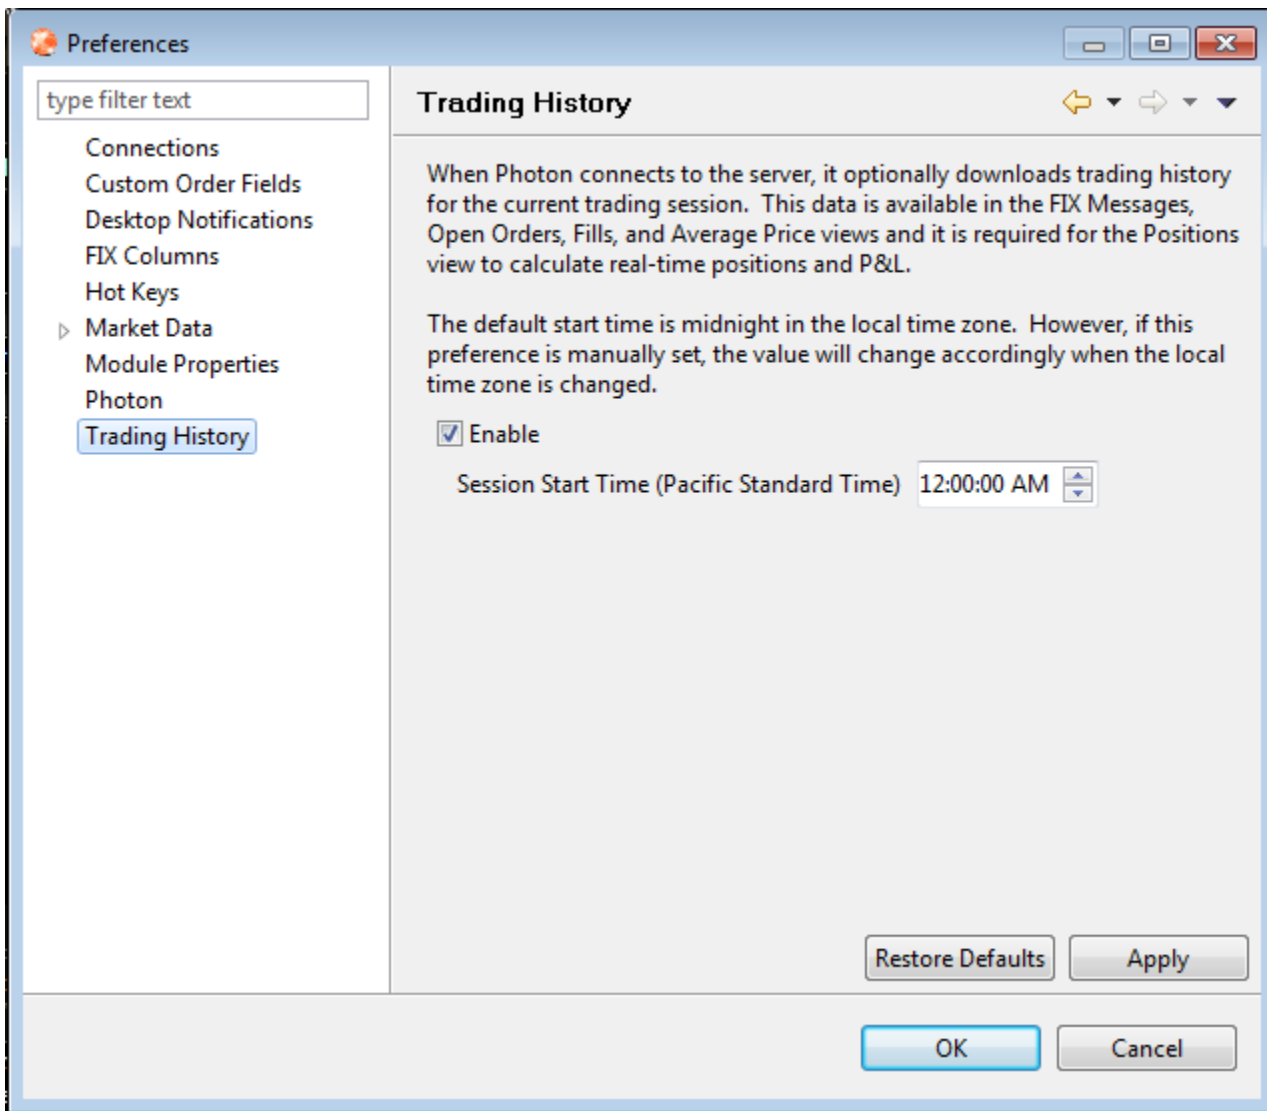 Preferences
type filter text
Connections
Custom Order Fields
Desktop Notifications
FIX Columns
Hot Keys
Market Data
Module Properties
Photon
Trading History
Trading History
When Photon connects to the server, it optionally downloads trading history
for the current trading session.  This data is available in the FIX Messages,
Open Orders, Fills, and Average Price views and it is required for the Positions
view to calculate real-time positions and P&L.
The default start time is midnight in the local time zone.  However, if this
preference is manually set, the value will change accordingly when the local
time zone is changed.
Enable
Session Start Time (Pacific Standard Time) 12:00:00 AM
Restore Defaults Apply
OK Cancel